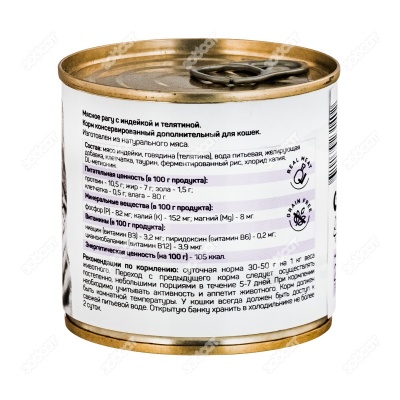 Мясное рагу с индейкой и телятиной.
Корм консервированный дополнительный для кошек.
Изготовлен из натурального мяса.
Состав: мясо индейки, говядина (телятина), вода питьевая, желирующая
добавка, клетчатка, таурин, ферментированный рис, хлорид калия,
DL-метионин.
Питательная ценность (в 100 г продукта):
протеин - 10,5 г, жир - 7 г, зола - 1,5 г,
клетчатка - 0,5 г, влага - 80 г
Минеральные вещества (в 100 г продукта):
фосфор (P) - 82 мг, калий (K) - 152 мг, магний (Mg) - 8 мг
Витамины (в 100 г продукта):
ниацин (витамин B3) - 3,2 мг, пиридоксин (витамин B6) - 0,2 мг,
цианокобаламин (витамин B12) - 3,9 мкг
Энергетическая ценность (на 100 г) - 105 ккал.
Рекомендации по кормлению: суточная норма 30-50 г на 1 кг веса
животного. Переход с предыдущего корма следует осуществлять
постепенно, небольшими порциями в течение 5-7 дней. При кормлении
необходимо учитывать активность и аппетит животного. Корм должен
быть комнатной температуры. У кошки всегда должен быть доступ к
свежей питьевой воде. Открытую банку хранить в холодильнике не более
2 суток.
REAL MEAT
GRAIN FREE